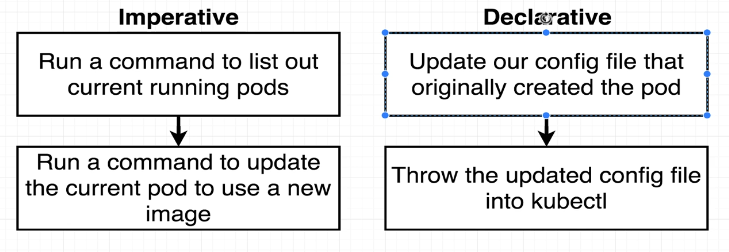 Imperative
Run a command to list out
current running pods
Run a command to update
the current pod to use a new
image
Declarative
Update our config file that
originally created the pod
Throw the updated config file
into kubectl